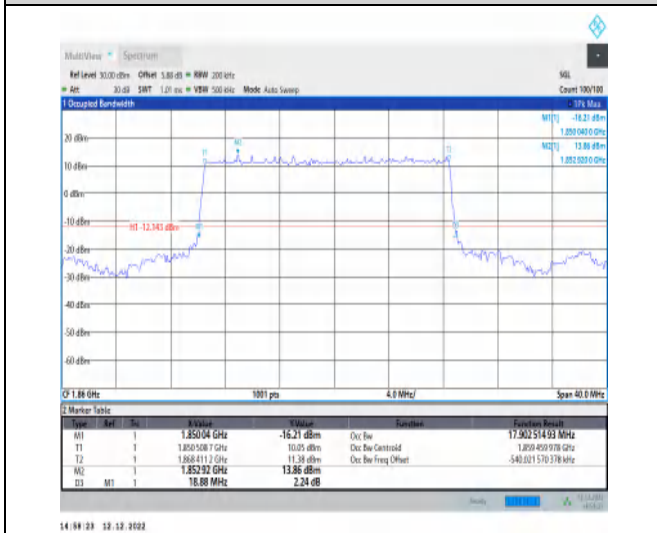 MultiView Spectrum
Ref Level 30.00 dBm Offset 5.88 dB RBW 200 kHz SGL
Att 30 dB SWT 1.01 ms VBW 500 kHz Mode Auto Sweep Count 100/100
1 Occupied Bandwidth 1Pk Max
M1[1] -16.21 dBm
1.850 040 0 GHz
M2[1] 13.86 dBm
1.852 920 0 GHz
20 dBm
10 dBm
0 dBm
-10 dBm
H1 -12.143 dBm
-20 dBm
-30 dBm
-40 dBm
-50 dBm
-60 dBm
T1
M2
T2
M1
CF 1.86 GHz 1001 pts 4.0 MHz/ Span 40.0 MHz
2 Marker Table
Type Ref Trc X-Value Y-Value Function Function Result
M1 1 1.85004 GHz -16.21 dBm Occ Bw 17.902 514 93 MHz
T1 1 1.850 508 7 GHz 10.05 dBm Occ Bw Centroid 1.859 459 978 GHz
T2 1 1.868 411 2 GHz 11.38 dBm Occ Bw Freq Offset -540.021 570 378 kHz
M2 1 1.85292 GHz 13.86 dBm
D3 M1 1 18.88 MHz 2.24 dB
Ready
14:58:23 12.12.2022